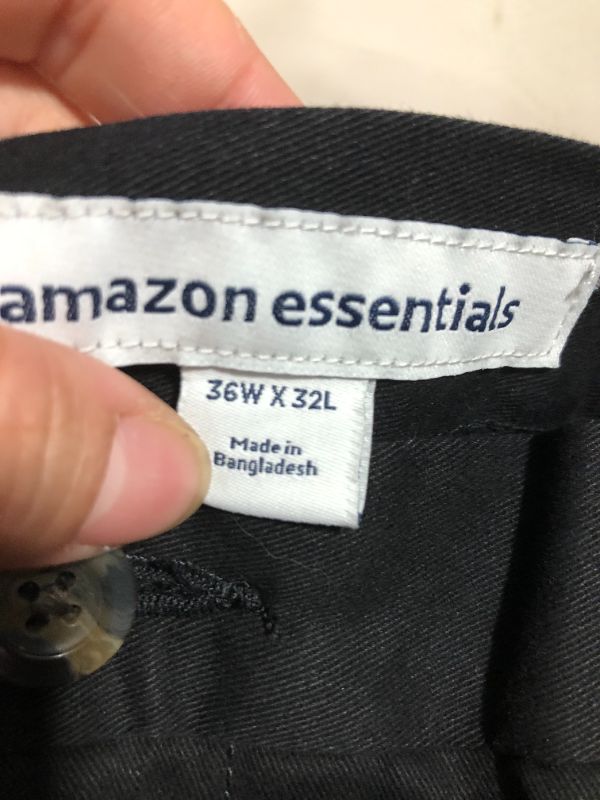 amazon essentials
36W X 32L
Made in
Bangladesh